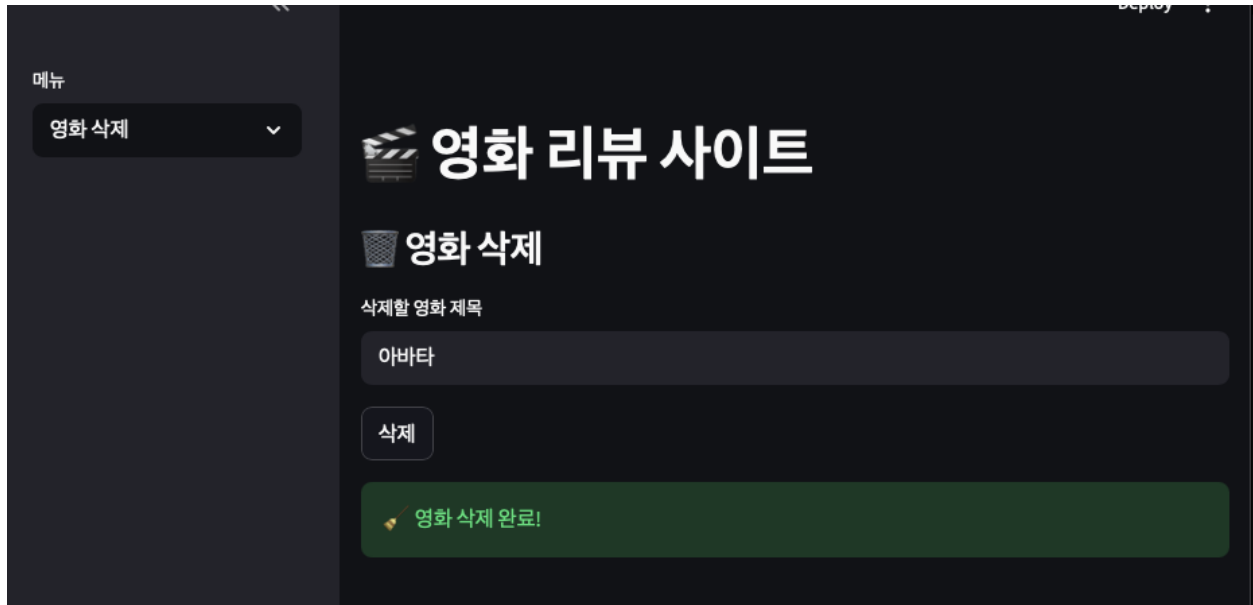 Deploy
메뉴
영화 삭제
영화 리뷰 사이트
영화 삭제
삭제할 영화 제목
아바타
삭제
영화 삭제 완료!